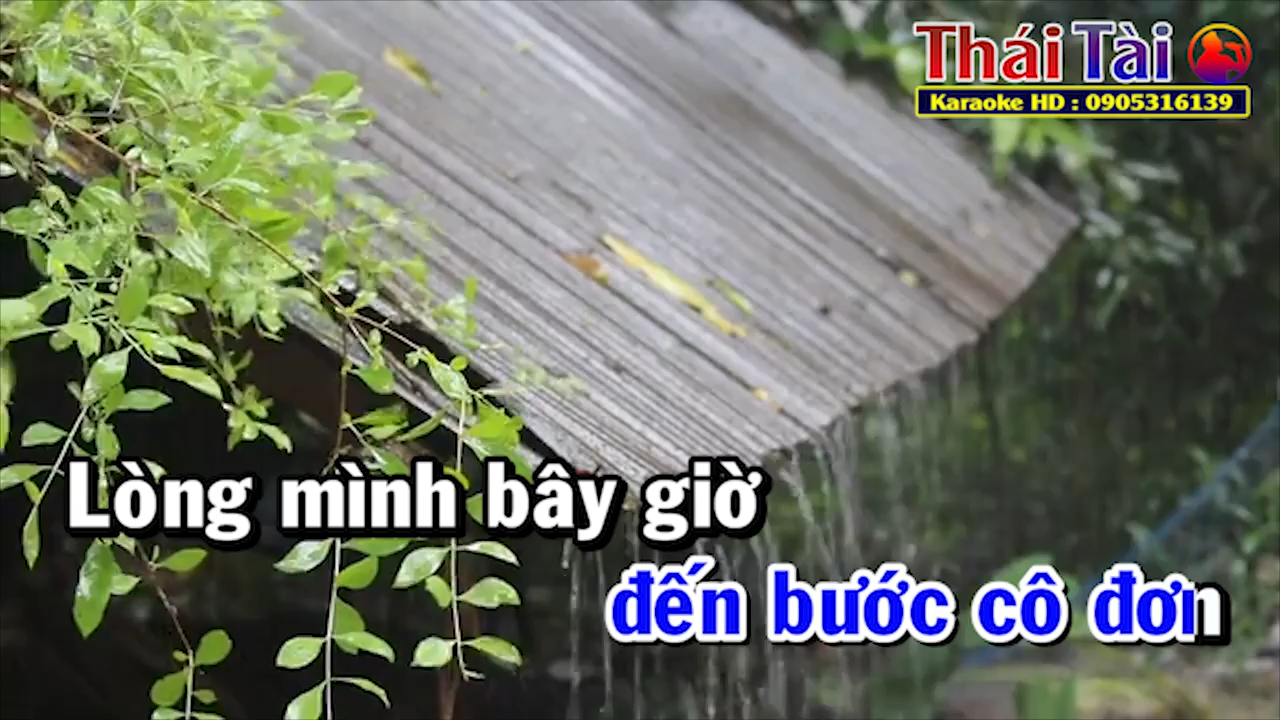 Thái Tài
Karaoke HD : 0905316139
Lòng mình bây giờ
đến bước cô đơn